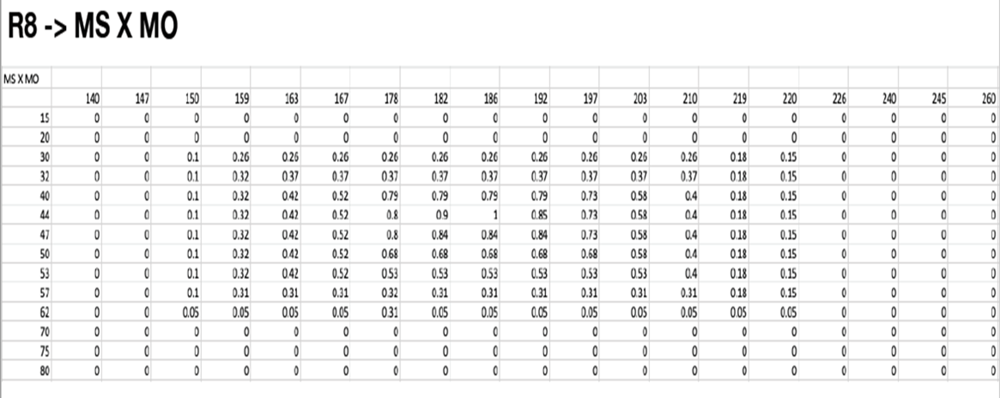 R8 -> MS X MO
MS X MO
140 147 150 159 163 167 178 182 186 192 197 203 210 219 220 226 240 245 260
15 0 0 0 0 0 0 0 0 0 0 0 0 0 0 0 0 0 0 0
20 0 0 0 0 0 0 0 0 0 0 0 0 0 0 0 0 0 0 0
30 0 0 0.1 0.26 0.26 0.26 0.26 0.26 0.26 0.26 0.26 0.26 0.26 0.18 0.15 0 0 0 0
32 0 0 0.1 0.32 0.37 0.37 0.37 0.37 0.37 0.37 0.37 0.37 0.37 0.18 0.15 0 0 0 0
40 0 0 0.1 0.32 0.42 0.52 0.79 0.79 0.79 0.79 0.73 0.58 0.4 0.18 0.15 0 0 0 0
44 0 0 0.1 0.32 0.42 0.52 0.8 0.9 1 0.85 0.73 0.58 0.4 0.18 0.15 0 0 0 0
47 0 0 0.1 0.32 0.42 0.52 0.8 0.84 0.84 0.84 0.73 0.58 0.4 0.18 0.15 0 0 0 0
50 0 0 0.1 0.32 0.42 0.52 0.68 0.68 0.68 0.68 0.68 0.58 0.4 0.18 0.15 0 0 0 0
53 0 0 0.1 0.32 0.42 0.52 0.53 0.53 0.53 0.53 0.53 0.53 0.4 0.18 0.15 0 0 0 0
57 0 0 0.1 0.31 0.31 0.31 0.32 0.31 0.31 0.31 0.31 0.31 0.31 0.18 0.15 0 0 0 0
62 0 0 0.05 0.05 0.05 0.05 0.31 0.05 0.05 0.05 0.05 0.05 0.05 0.05 0.05 0 0 0 0
70 0 0 0 0 0 0 0 0 0 0 0 0 0 0 0 0 0 0 0
75 0 0 0 0 0 0 0 0 0 0 0 0 0 0 0 0 0 0 0
80 0 0 0 0 0 0 0 0 0 0 0 0 0 0 0 0 0 0 0